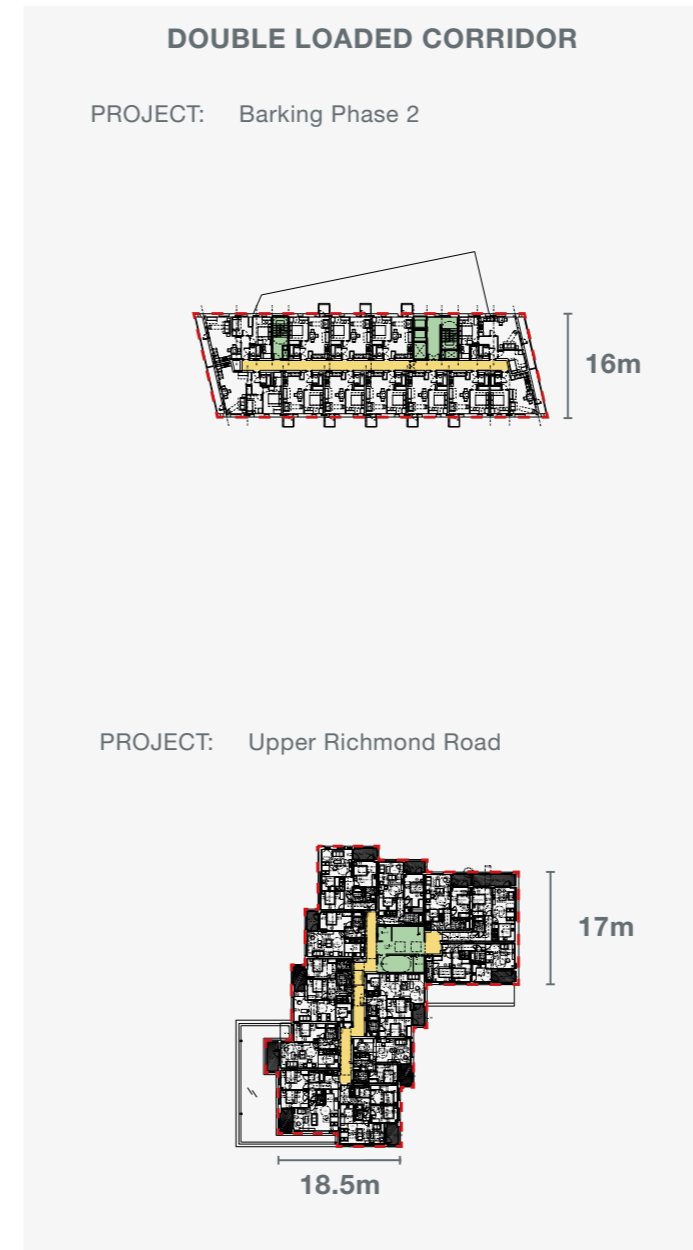 DOUBLE LOADED CORRIDOR
PROJECT: Barking Phase 2
16m
PROJECT: Upper Richmond Road
17m
18.5m